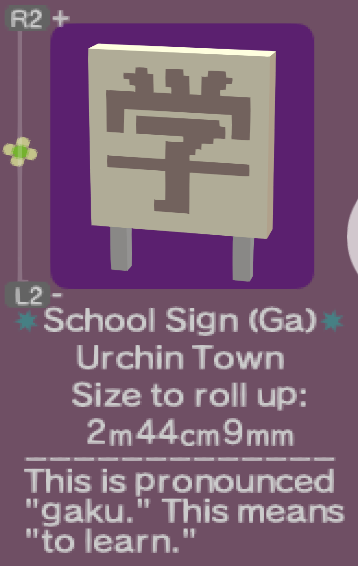 R2 +
学
L2 -
School Sign (Ga)
Urchin Town
Size to roll up:
2m44cm9mm
This is pronounced
"gaku." This means
"to learn."